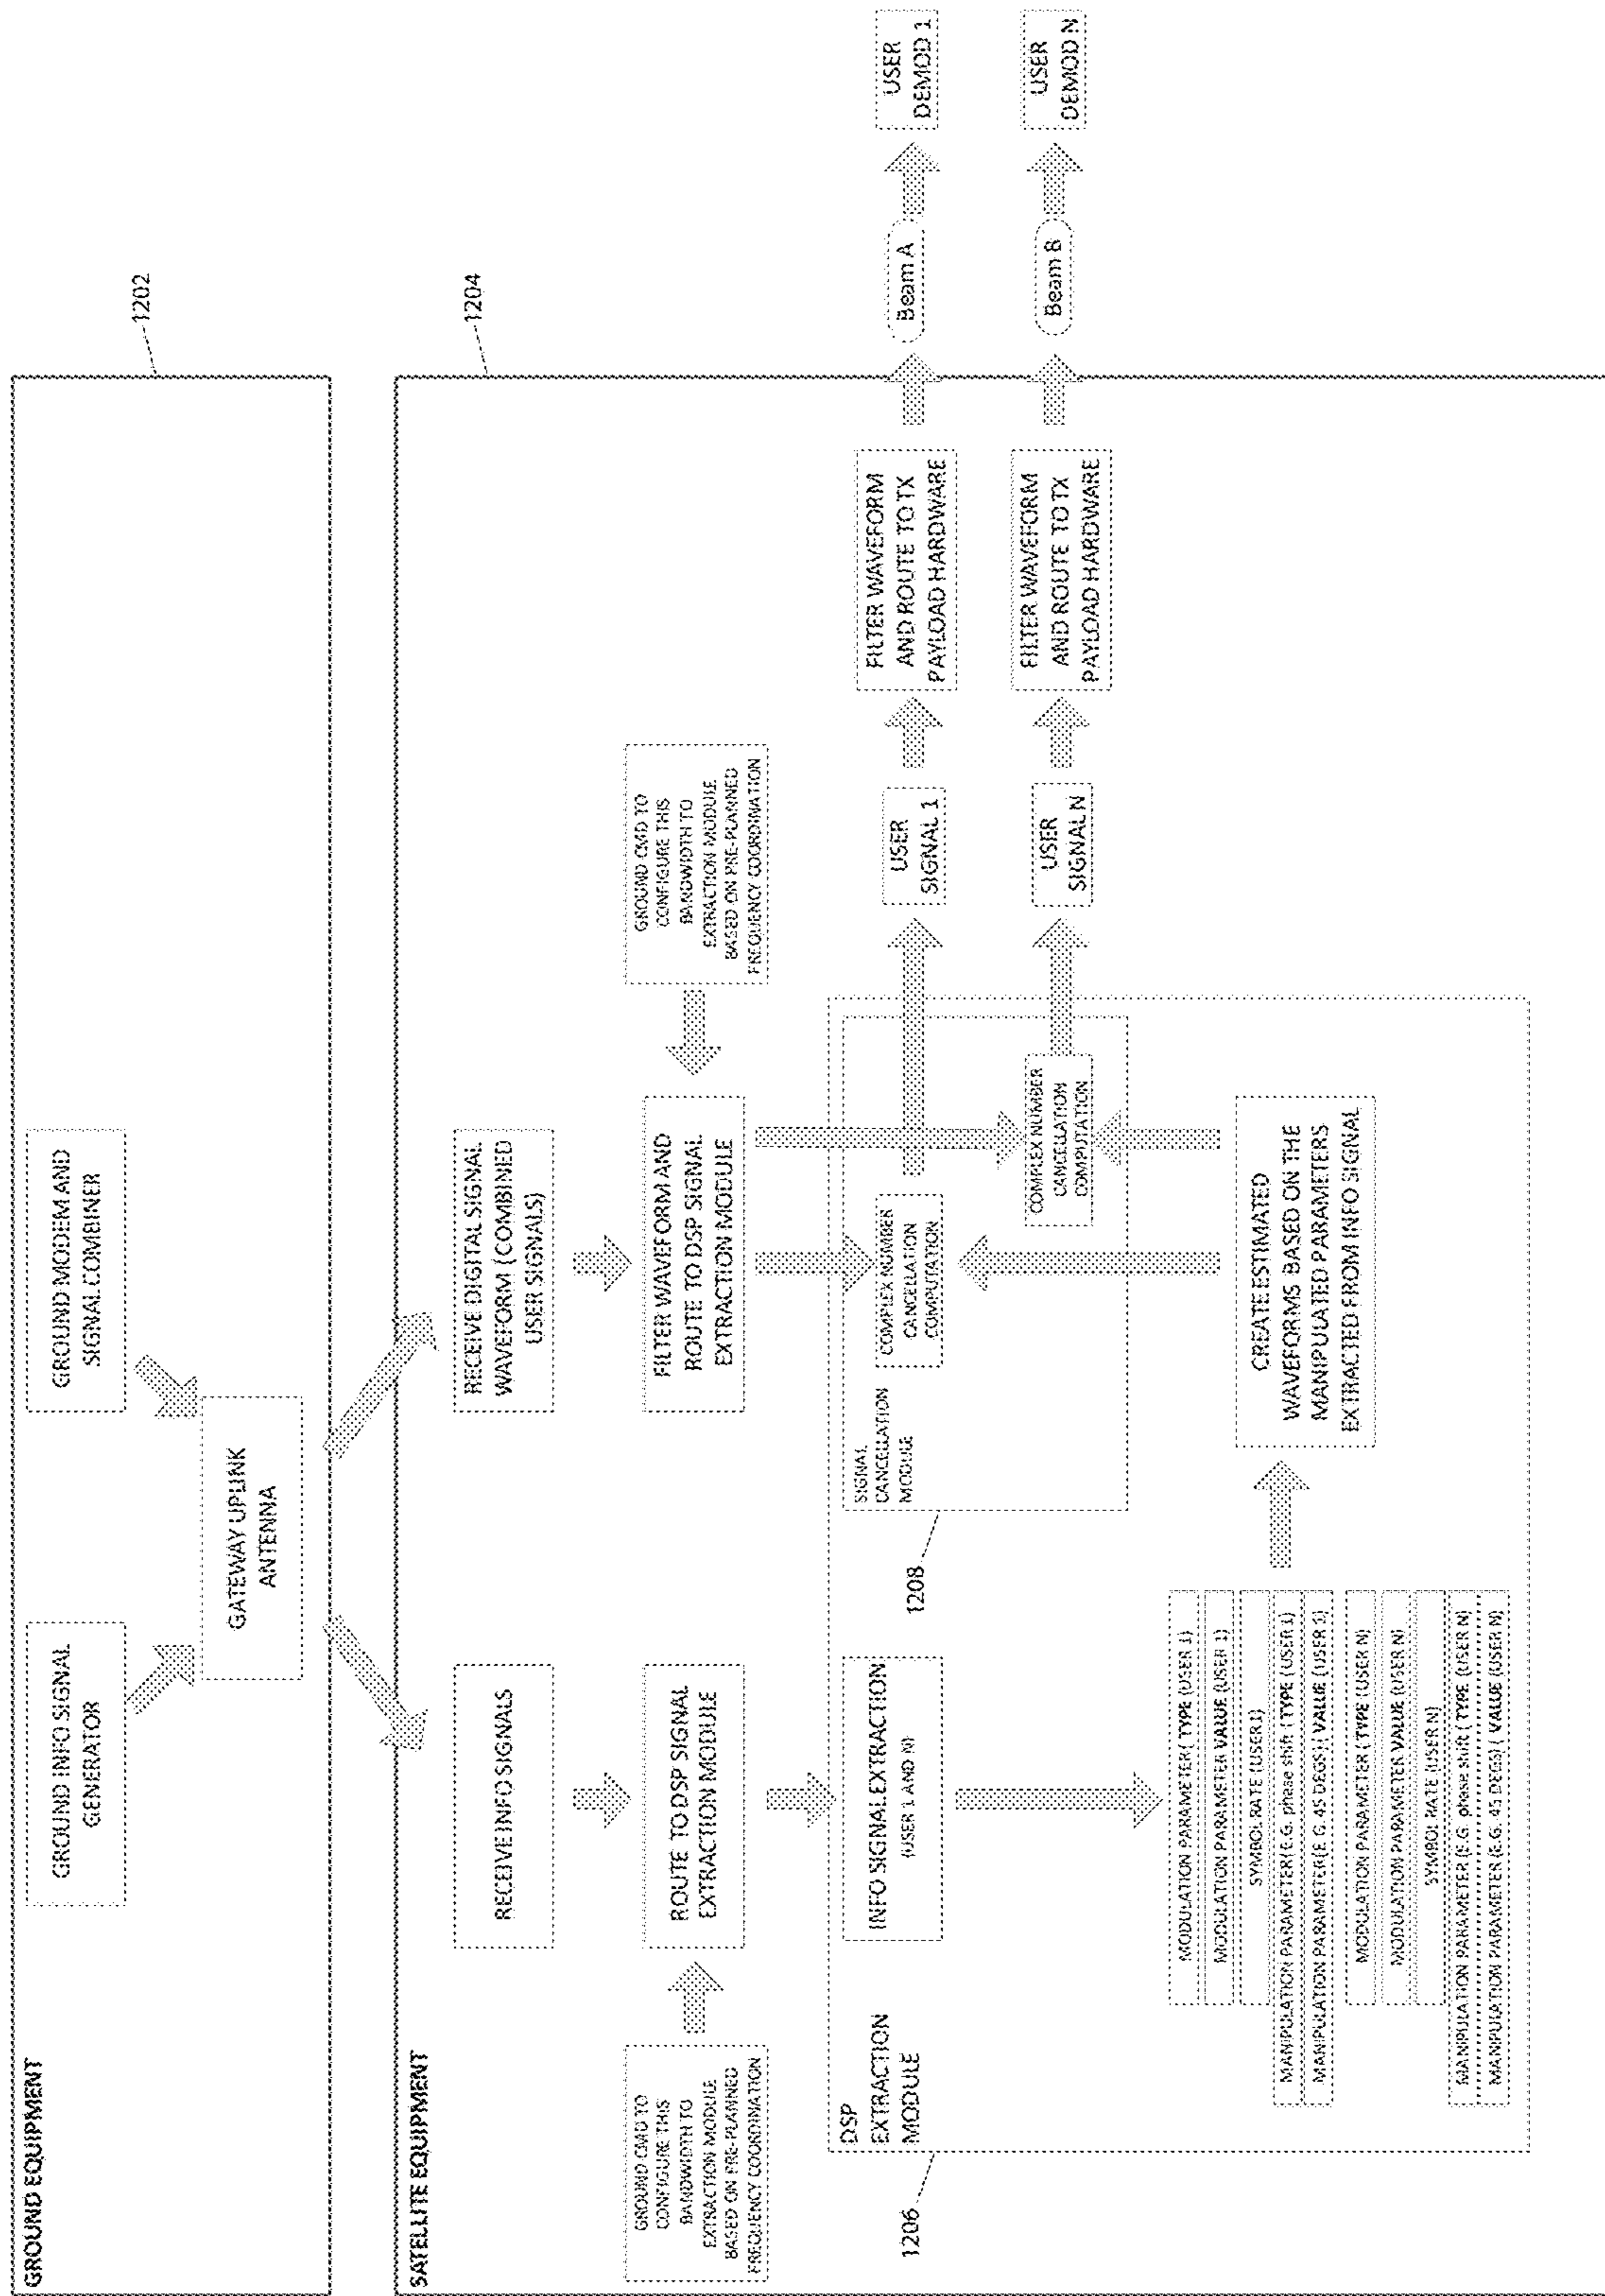 GROUND EQUIPMENT
GROUND INFO SIGNAL
GENERATOR
GROUND MODEM AND
SIGNAL COMBINER
GATEWAY UPLINK
ANTENNA
1202
SATELLITE EQUIPMENT
1204
RECEIVE INFO SIGNALS
RECEIVE DIGITAL SIGNAL
WAVEFORM (COMBINED
USER SIGNALS)
GROUND CMD TO
CONFIGURE THIS
BANDWIDTH TO
EXTRACTION MODULE
BASED ON PRE-PLANNED
FREQUENCY COORDINATION
ROUTE TO DSP SIGNAL
EXTRACTION MODULE
FILTER WAVEFORM AND
ROUTE TO DSP SIGNAL
EXTRACTION MODULE
GROUND CMD TO
CONFIGURE THIS
BANDWIDTH TO
EXTRACTION MODULE
BASED ON PRE-PLANNED
FREQUENCY COORDINATION
1206
DSP
EXTRACTION
MODULE
INFO SIGNAL EXTRACTION
(USER 1 AND N)
1208
SIGNAL
CANCELLATION
MODULE
COMPLEX NUMBER
CANCELLATION
COMPUTATION
COMPLEX NUMBER
CANCELLATION
COMPUTATION
USER
SIGNAL 1
FILTER WAVEFORM
AND ROUTE TO TX
PAYLOAD HARDWARE
Beam A
USER
DEMOD 1
USER
SIGNAL N
FILTER WAVEFORM
AND ROUTE TO TX
PAYLOAD HARDWARE
Beam B
USER
DEMOD N
MODULATION PARAMETER( TYPE (USER 1)
MODULATION PARAMETER VALUE (USER 1)
SYMBOL RATE (USER 1)
MANIPULATION PARAMETER( E.G. phase shift ( TYPE ( USER 1)
MANIPULATION PARAMETER(E.G. 45 DEGS)( VALUE (USER 1)
MODULATION PARAMETER ( TYPE (USER N)
MODULATION PARAMETER VALUE (USER N)
SYMBOL RATE (USER N)
MANIPULATION PARAMETER (E.G. phase shift ( TYPE (USER N)
MANIPULATION PARAMETER (E.G. 45 DEG) ( VALUE (USER N)
CREATE ESTIMATED
WAVEFORMS BASED ON THE
MANIPULATED PARAMETERS
EXTRACTED FROM INFO SIGNAL